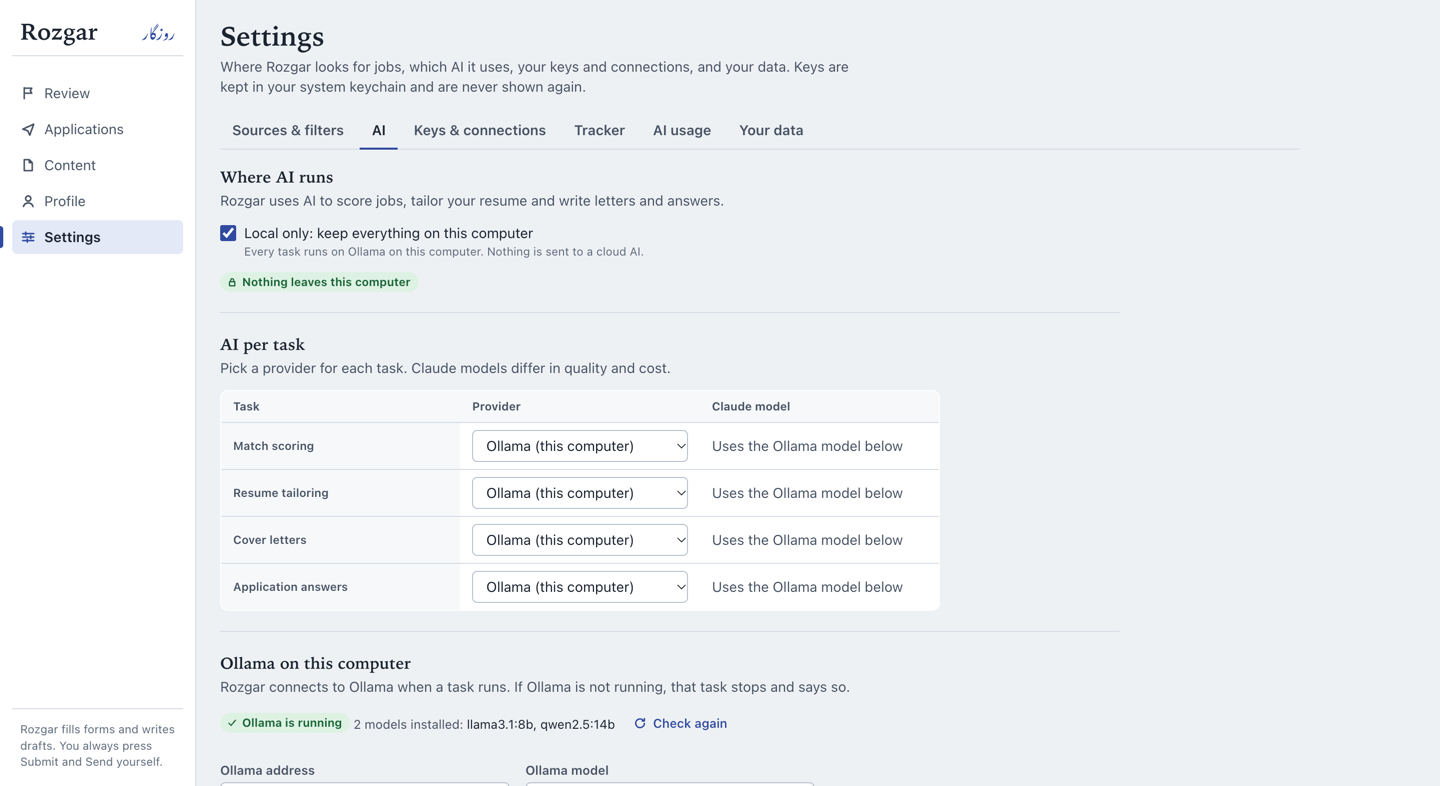 Rozgar روزگار
Review
Applications
Content
Profile
Settings
Rozgar fills forms and writes
drafts. You always press
Submit and Send yourself.
Settings
Where Rozgar looks for jobs, which AI it uses, your keys and connections, and your data. Keys are
kept in your system keychain and are never shown again.
Sources & filters AI Keys & connections Tracker AI usage Your data
Where AI runs
Rozgar uses AI to score jobs, tailor your resume and write letters and answers.
Local only: keep everything on this computer
Every task runs on Ollama on this computer. Nothing is sent to a cloud AI.
Nothing leaves this computer
AI per task
Pick a provider for each task. Claude models differ in quality and cost.
Task Provider Claude model
Match scoring Ollama (this computer) Uses the Ollama model below
Resume tailoring Ollama (this computer) Uses the Ollama model below
Cover letters Ollama (this computer) Uses the Ollama model below
Application answers Ollama (this computer) Uses the Ollama model below
Ollama on this computer
Rozgar connects to Ollama when a task runs. If Ollama is not running, that task stops and says so.
Ollama is running 2 models installed: llama3.1:8b, qwen2.5:14b Check again
Ollama address Ollama model